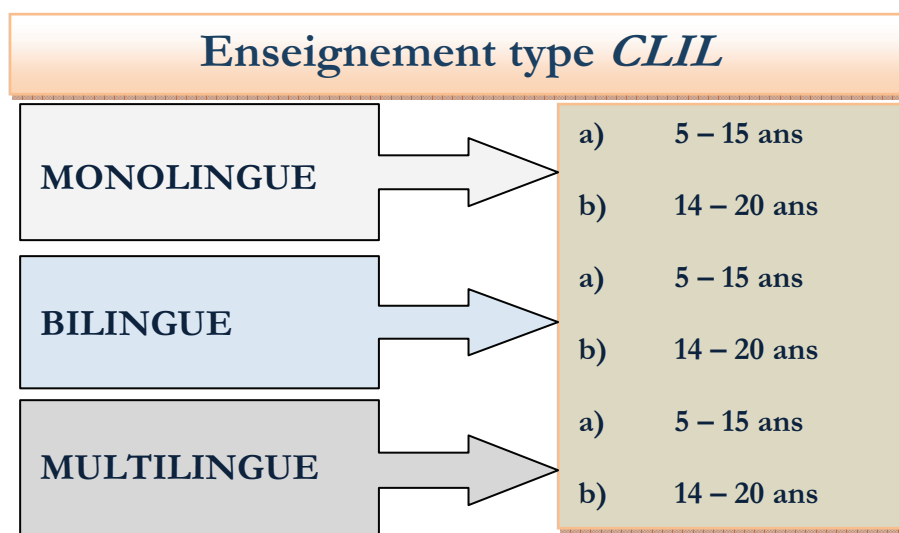 Enseignement type CLIL
MONOLINGUE
a) 5 – 15 ans
b) 14 – 20 ans
BILINGUE
a) 5 – 15 ans
b) 14 – 20 ans
MULTILINGUE
a) 5 – 15 ans
b) 14 – 20 ans